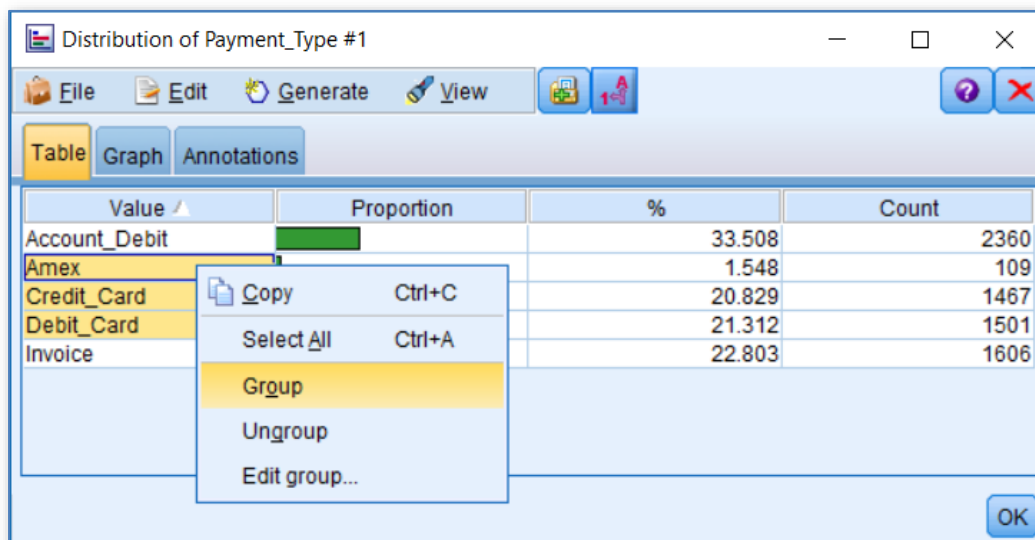 Distribution of Payment_Type #1
File Edit Generate View
Table Graph Annotations
Value Proportion % Count
Account_Debit 33.508 2360
Amex 1.548 109
Credit_Card 20.829 1467
Debit_Card 21.312 1501
Invoice 22.803 1606
Copy Ctrl+C
Select All Ctrl+A
Group
Ungroup
Edit group...
OK